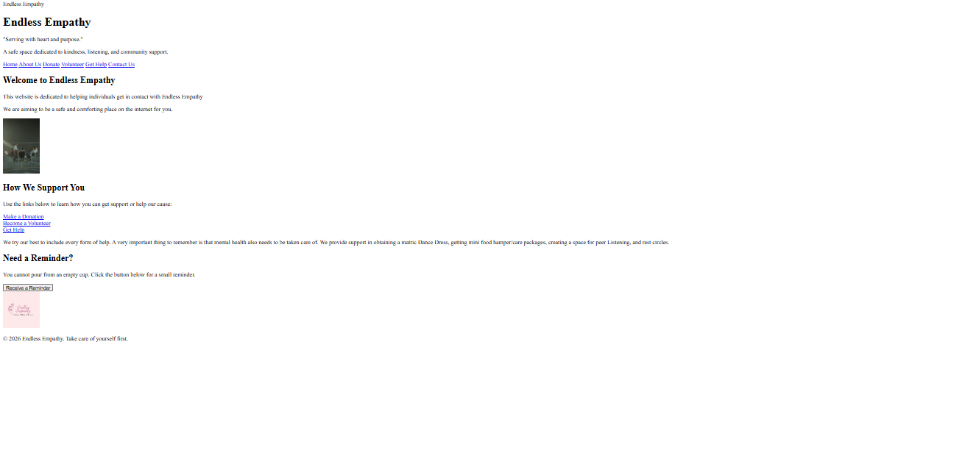 Endless Empathy
Endless Empathy
"Serving with heart and purpose."
A safe space dedicated to kindness, listening, and community support.
Home About Us Donate Volunteer Get Help Contact Us
Welcome to Endless Empathy
This website is dedicated to helping individuals get in contact with Endless Empathy
We are aiming to be a safe and comforting place on the internet for you.
How We Support You
Use the links below to learn how you can get support or help our cause:
Make a Donation
Become a Volunteer
Get Help
We try our best to include every form of help. A very important thing to remember is that mental health also needs to be taken care of. We provide support in obtaining a matric Dance Dress, getting mini food hamper/care packages, creating a space for peer Listening, and rest circles.
Need a Reminder?
You cannot pour from an empty cup. Click the button below for a small reminder.
Receive a Reminder
Endless
Empathy
© 2026 Endless Empathy. Take care of yourself first.